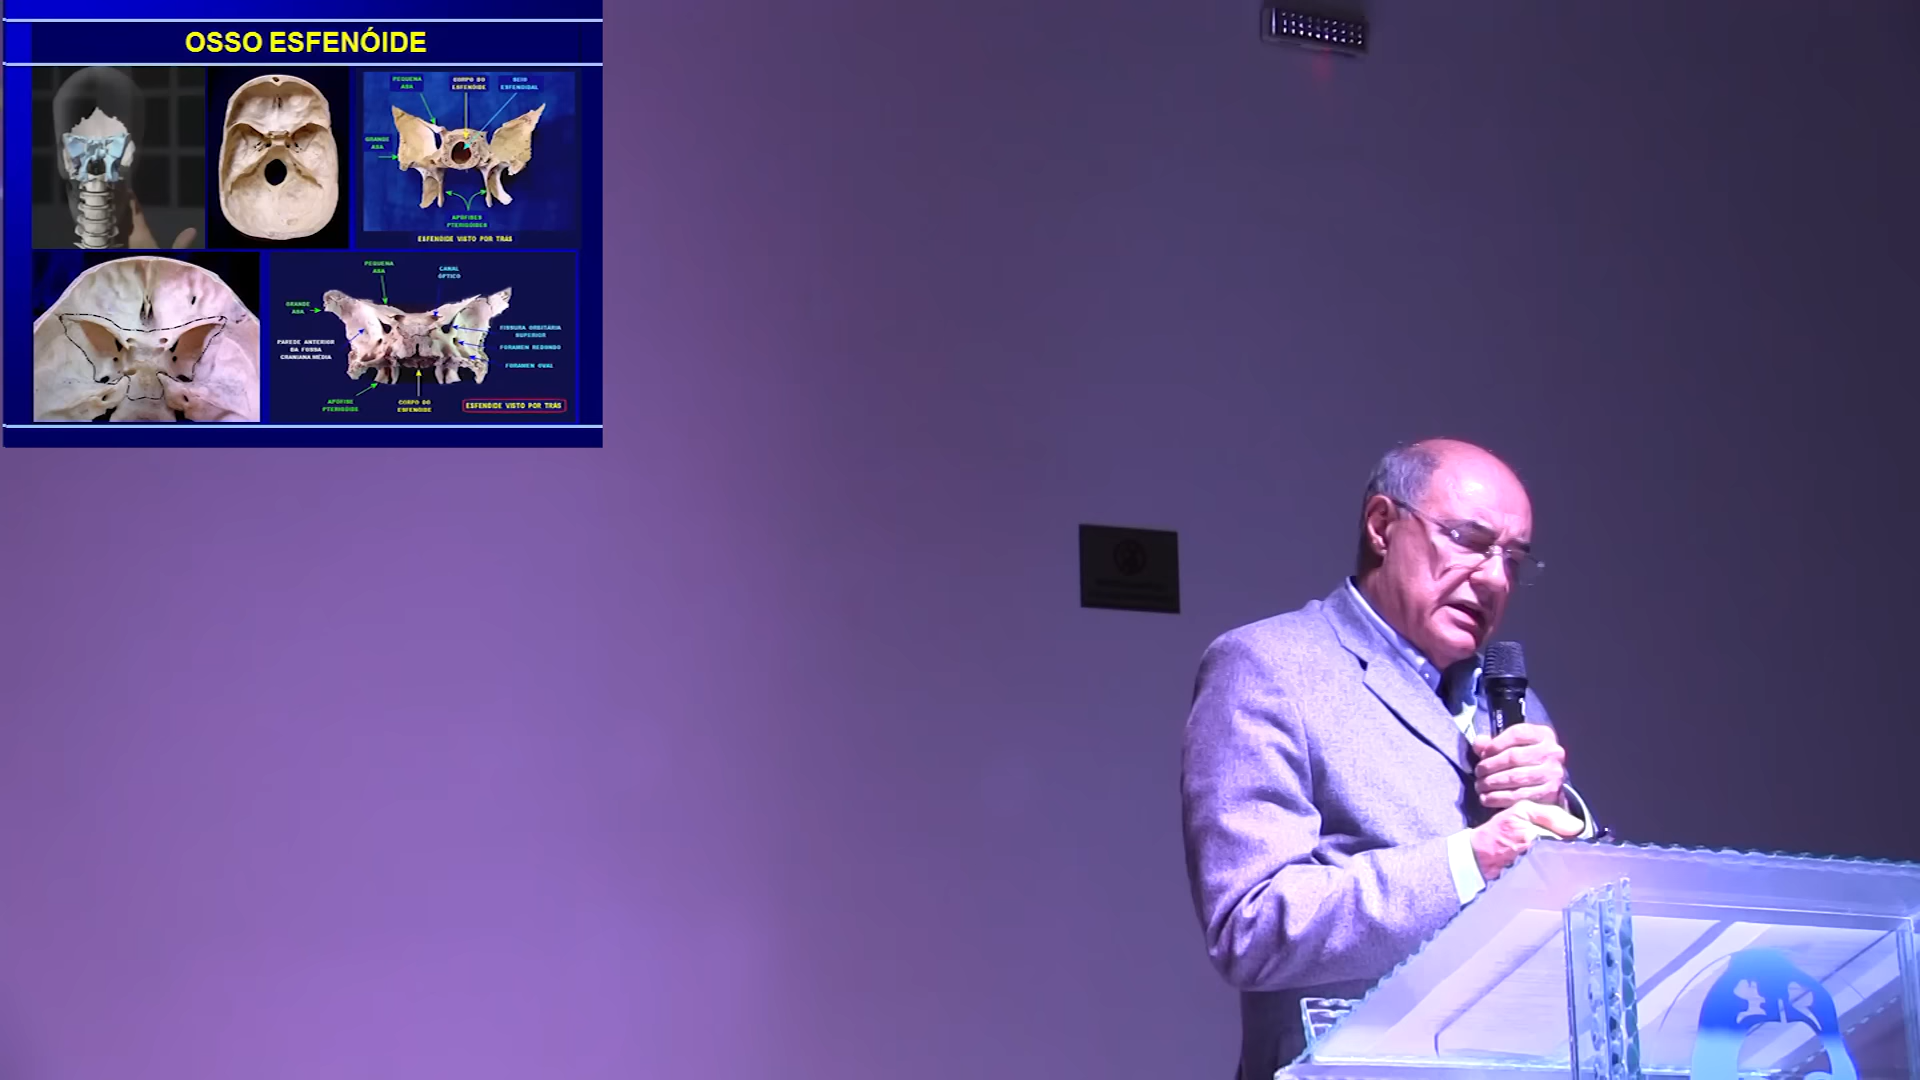 OSSO ESFENÓIDE
PEQUENA
ASA
CORPO DO
ESFENÓIDE
SEIO
ESFENOIDAL
GRANDE
ASA
APÓFISES
PTERIGÓIDES
ESFENÓIDE VISTO POR TRÁS
PEQUENA
ASA
CANAL
ÓPTICO
GRANDE
ASA
FISSURA ORBITÁRIA
SUPERIOR
PAREDE ANTERIOR
DA FOSSA
CRANIANA MÉDIA
FORAMEN REDONDO
FORAMEN OVAL
APÓFISE
PTERIGÓIDE
CORPO DO
ESFENÓIDE
ESFENÓIDE VISTO POR TRÁS